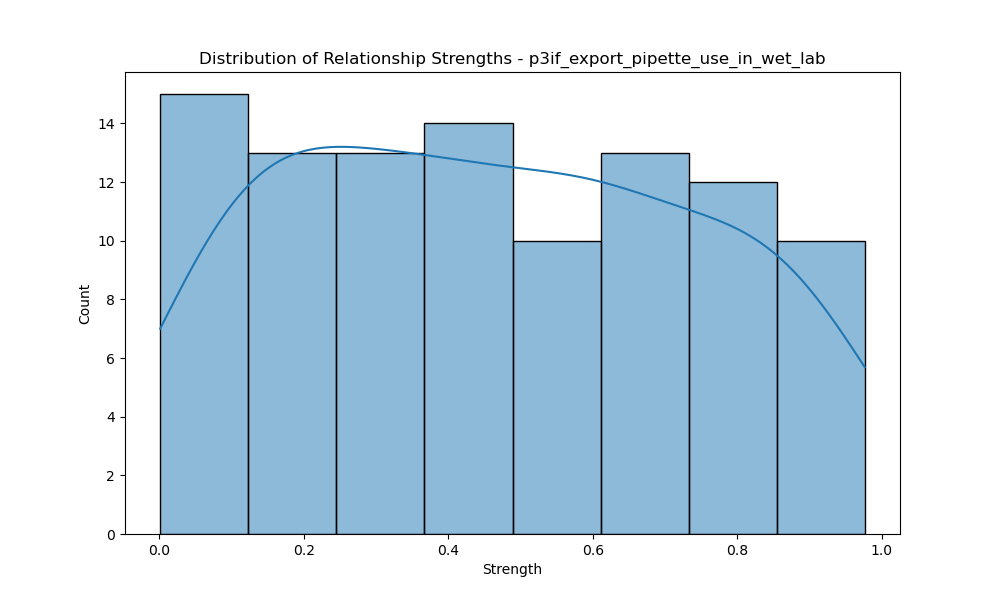 Distribution of Relationship Strengths - p3if_export_pipette_use_in_wet_lab
14
12
10
8
6
4
2
0
Count
0.0 0.2 0.4 0.6 0.8 1.0
Strength